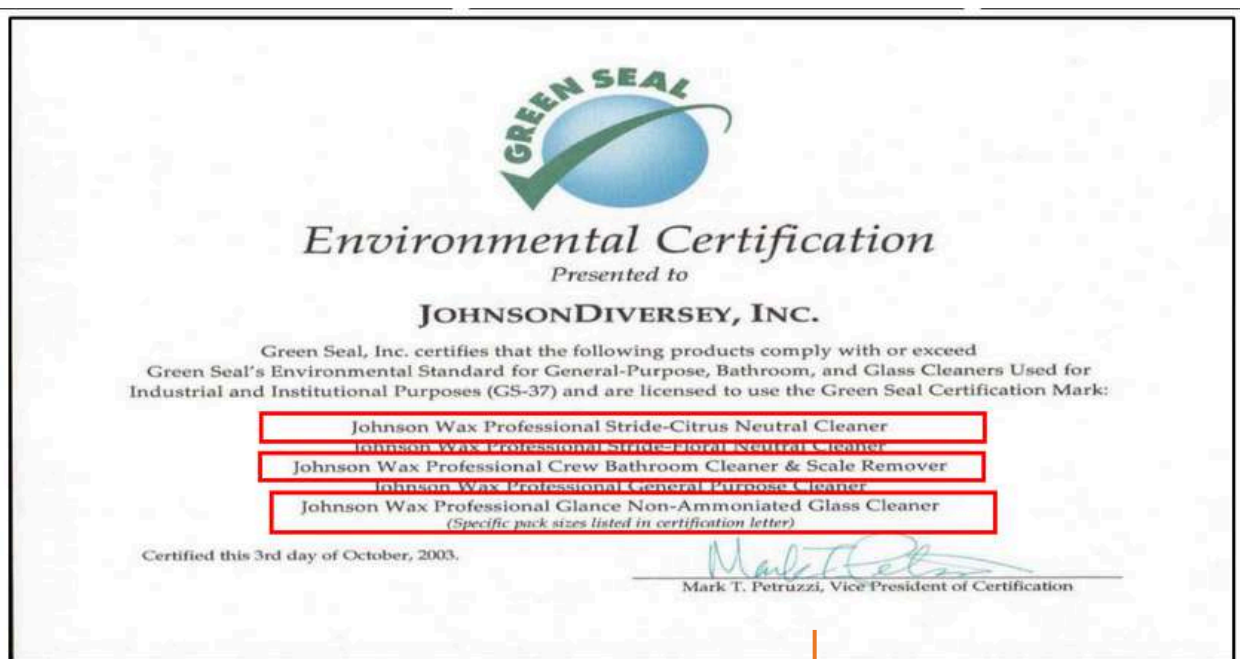 GREEN SEAL
Environmental Certification
Presented to
JOHNSONDIVERSEY, INC.
Green Seal, Inc. certifies that the following products comply with or exceed
Green Seal's Environmental Standard for General-Purpose, Bathroom, and Glass Cleaners Used for
Industrial and Institutional Purposes (GS-37) and are licensed to use the Green Seal Certification Mark:
Johnson Wax Professional Stride-Citrus Neutral Cleaner
Johnson Wax Professional Stride-Floral Neutral Cleaner
Johnson Wax Professional Crew Bathroom Cleaner & Scale Remover
Johnson Wax Professional General Purpose Cleaner
Johnson Wax Professional Glance Non-Ammoniated Glass Cleaner
(Specific pack sizes listed in certification letter)
Certified this 3rd day of October, 2003.
Mark T. Petruzzi, Vice President of Certification